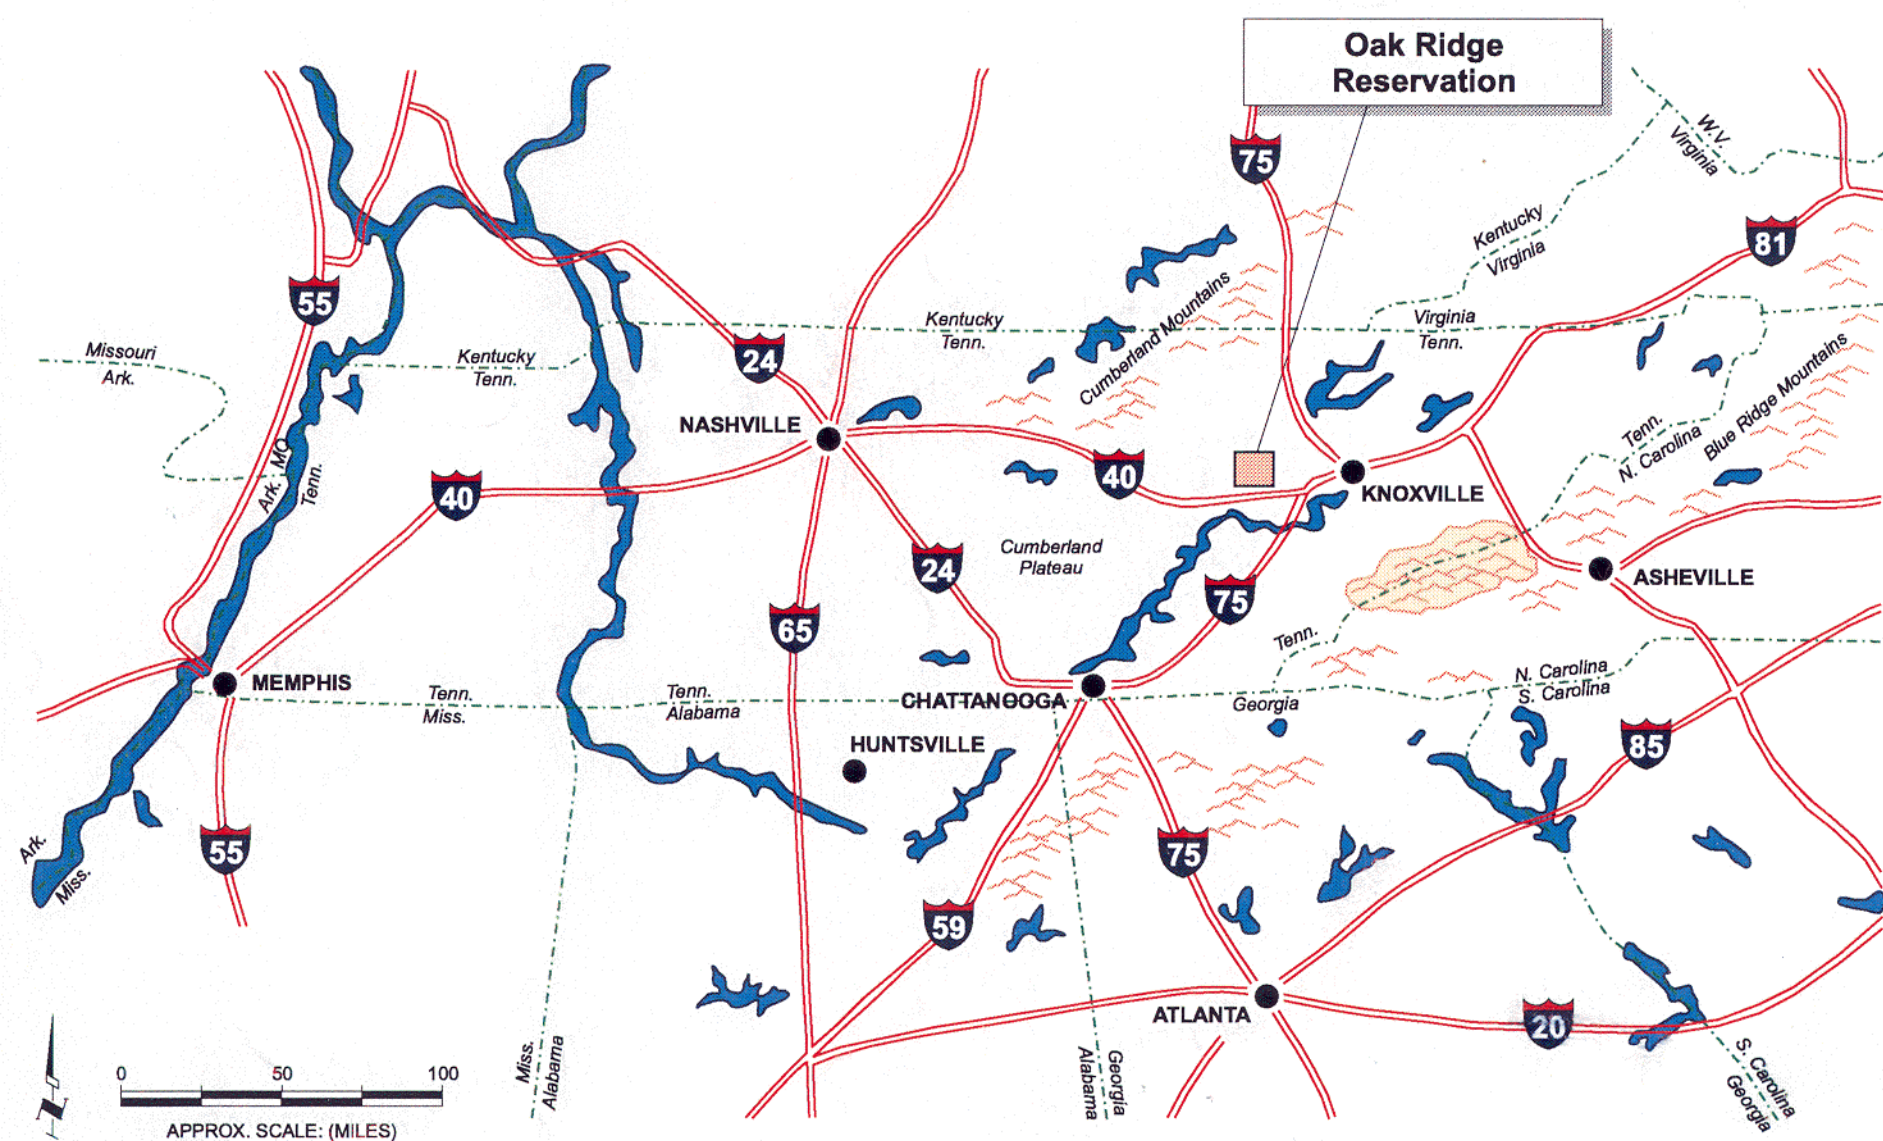 Oak Ridge
Reservation
75
W.V.
Virginia
81
Kentucky
Virginia
55
Missouri
Ark.
Kentucky
Tenn.
24
Kentucky
Tenn.
Cumberland Mountains
Virginia
Tenn.
Blue Ridge Mountains
Tenn.
N. Carolina
NASHVILLE
MO
Ark.
Tenn.
40
40
KNOXVILLE
Cumberland
Plateau
24
75
ASHEVILLE
65
Tenn.
MEMPHIS
Tenn.
Miss.
Tenn.
Alabama
CHATTANOOGA
Georgia
N. Carolina
S. Carolina
HUNTSVILLE
85
55
75
Ark.
Miss.
59
ATLANTA
20
Miss.
Alabama
Georgia
Alabama
S. Carolina
Georgia
0 50 100
APPROX. SCALE: (MILES)
N